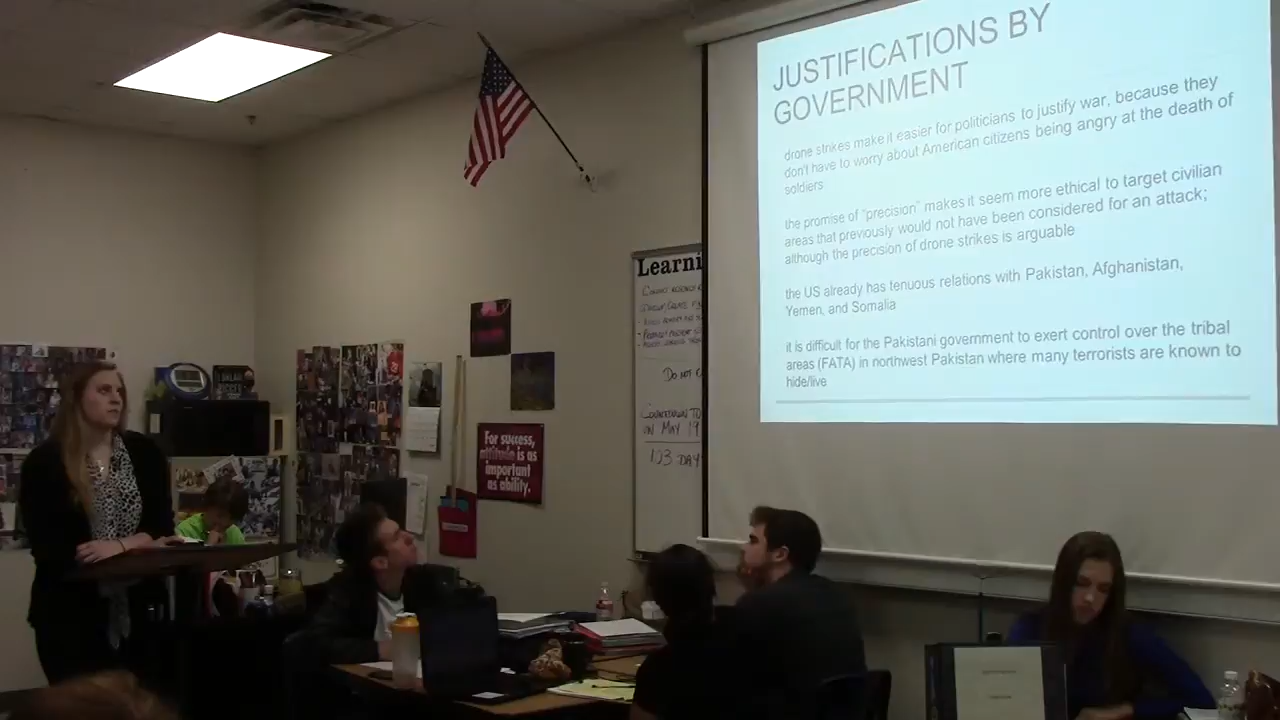 JUSTIFICATIONS BY
GOVERNMENT
drone strikes make it easier for politicians to justify war, because they
don't have to worry about American citizens being angry at the death of
soldiers
the promise of "precision" makes it seem more ethical to target civilian
areas that previously would not have been considered for an attack;
although the precision of drone strikes is arguable
the US already has tenuous relations with Pakistan, Afghanistan,
Yemen, and Somalia
it is difficult for the Pakistani government to exert control over the tribal
areas (FATA) in northwest Pakistan where many terrorists are known to
hide/live
Learni
DO NOT
COUNTDOWN TO
ON MAY 19
123 DAY
For success,
attitude is as
important
as ability.